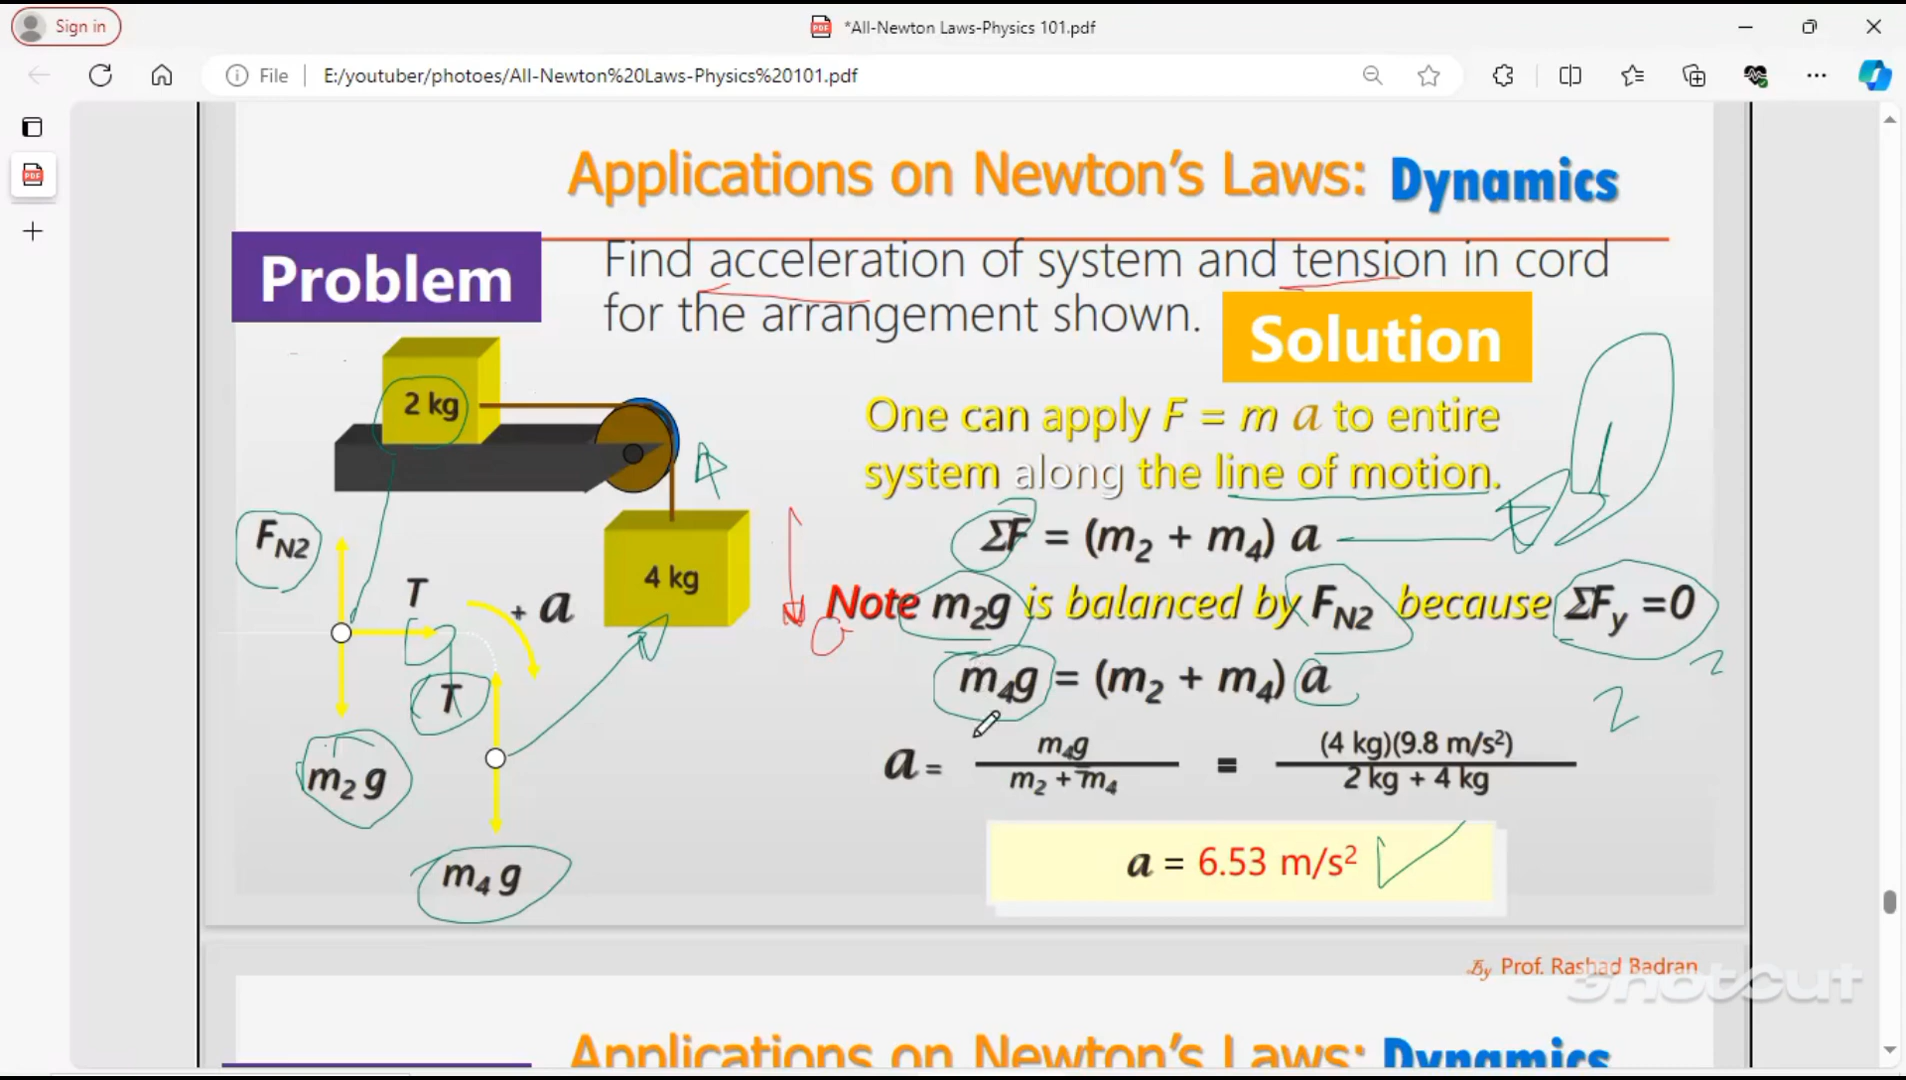 Sign in
*All-Newton Laws-Physics 101.pdf
File
E:/youtuber/photoes/All-Newton%20Laws-Physics%20101.pdf
Applications on Newton's Laws: Dynamics
Problem
Find acceleration of system and tension in cord
for the arrangement shown.
Solution
2 kg
4 kg
One can apply F = m a to entire
system along the line of motion.
ΣF = (m2 + m4) a
Note m2g is balanced by FN2 because ΣFy =0
m4g = (m2 + m4) a
a = m4g / m2 + m4 = (4 kg)(9.8 m/s²) / 2 kg + 4 kg
a = 6.53 m/s²
FN2
T
+ a
T
m2 g
m4 g
By Prof. Rashad Badran
Shotcut
Applications on Newton's Laws: Dynamics